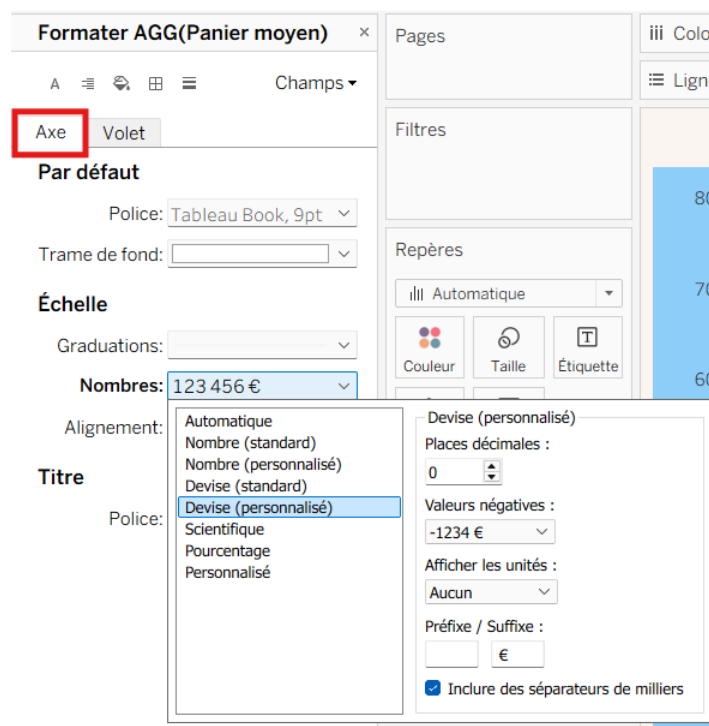 Formater AGG(Panier moyen) ×
A Champs
Axe Volet
Par défaut
Police: Tableau Book, 9pt
Trame de fond:
Échelle
Graduations:
Nombres: 123 456 €
Alignement:
Titre
Police:
Automatique
Nombre (standard)
Nombre (personnalisé)
Devise (standard)
Devise (personnalisé)
Scientifique
Pourcentage
Personnalisé
Devise (personnalisé)
Places décimales :
0
Valeurs négatives :
-1234 €
Afficher les unités :
Aucun
Préfixe / Suffixe :
€
Inclure des séparateurs de milliers
Pages
Filtres
Repères
Automatique
Couleur Taille Étiquette
T
iii Colo
Lign
80
70
60